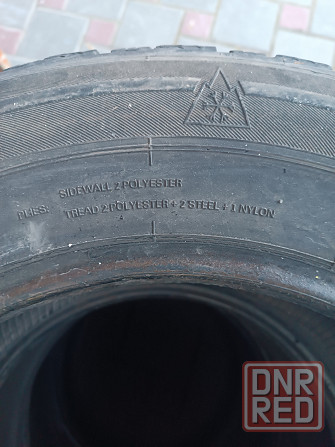 PLIES: SIDEWALL 2 POLYESTER
TREAD 2 POLYESTER + 2 STEEL + 1 NYLON
DNR
RED